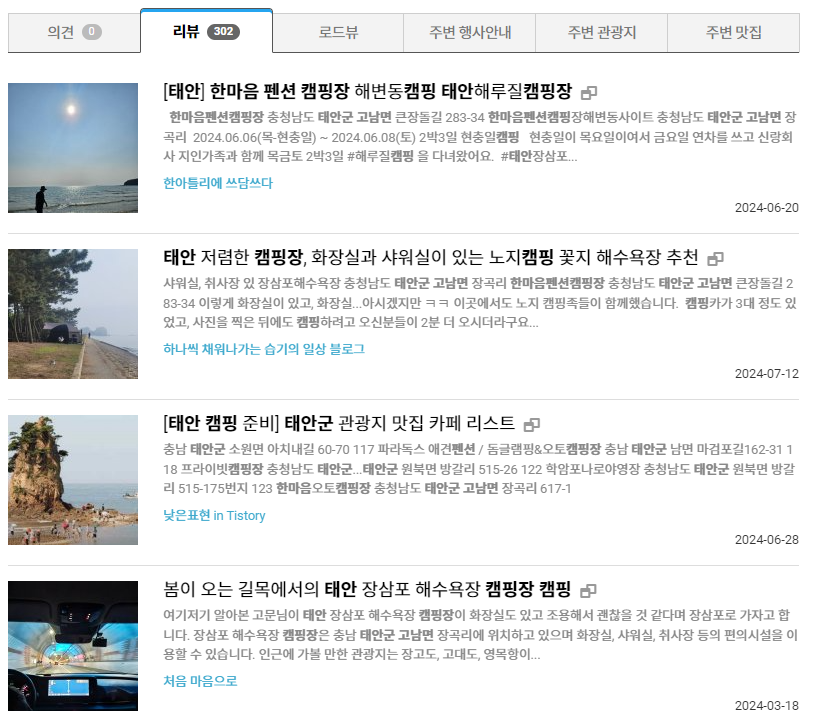 의견 0 리뷰 302 로드뷰 주변 행사안내 주변 관광지 주변 맛집
[태안] 한마음 펜션 캠핑장 해변동캠핑 태안해루질캠핑장
한마음펜션캠핑장 충청남도 태안군 고남면 큰장돌길 283-34 한마음펜션캠핑장해변동사이트 충청남도 태안군 고남면 장
곡리 2024.06.06(목-현충일) ~ 2024.06.08(토) 2박3일 현충일캠핑 현충일이 목요일이여서 금요일 연차를 쓰고 신랑회
사 지인가족과 함께 목금토 2박3일 #해루질캠핑 을 다녀왔어요. #태안장삼포...
한아틀리에 쓰담쓰다
2024-06-20
태안 저렴한 캠핑장, 화장실과 샤워실이 있는 노지캠핑 꽃지 해수욕장 추천
샤워실, 취사장 있 장삼포해수욕장 충청남도 태안군 고남면 장곡리 한마음펜션캠핑장 충청남도 태안군 고남면 큰장돌길 2
83-34 이렇게 화장실이 있고, 화장실...아시겠지만 ㅋㅋ 이곳에서도 노지 캠핑족들이 함께했습니다. 캠핑카가 3대 정도 있
었고, 사진을 찍은 뒤에도 캠핑하려고 오신분들이 2분 더 오시더라구요...
하나씩 채워나가는 습기의 일상 블로그
2024-07-12
[태안 캠핑 준비] 태안군 관광지 맛집 카페 리스트
충남 태안군 소원면 아치내길 60-70 117 파라독스 애견펜션 / 돔글램핑&오토캠핑장 충남 태안군 남면 마검포길162-31 1
18 프라이빗캠핑장 충청남도 태안군...태안군 원북면 방갈리 515-26 122 학암포나로야영장 충청남도 태안군 원북면 방갈
리 515-175번지 123 한마음오토캠핑장 충청남도 태안군 고남면 장곡리 617-1
낮은표현 in Tistory
2024-06-28
봄이 오는 길목에서의 태안 장삼포 해수욕장 캠핑장 캠핑
여기저기 알아본 고문님이 태안 장삼포 해수욕장 캠핑장이 화장실도 있고 조용해서 괜찮을 것 같다며 장삼포로 가자고 합
니다. 장삼포 해수욕장 캠핑장은 충남 태안군 고남면 장곡리에 위치하고 있으며 화장실, 샤워실, 취사장 등의 편의시설을 이
용할 수 있습니다. 인근에 가볼 만한 관광지는 장고도, 고대도, 영목항이...
처음 마음으로
2024-03-18